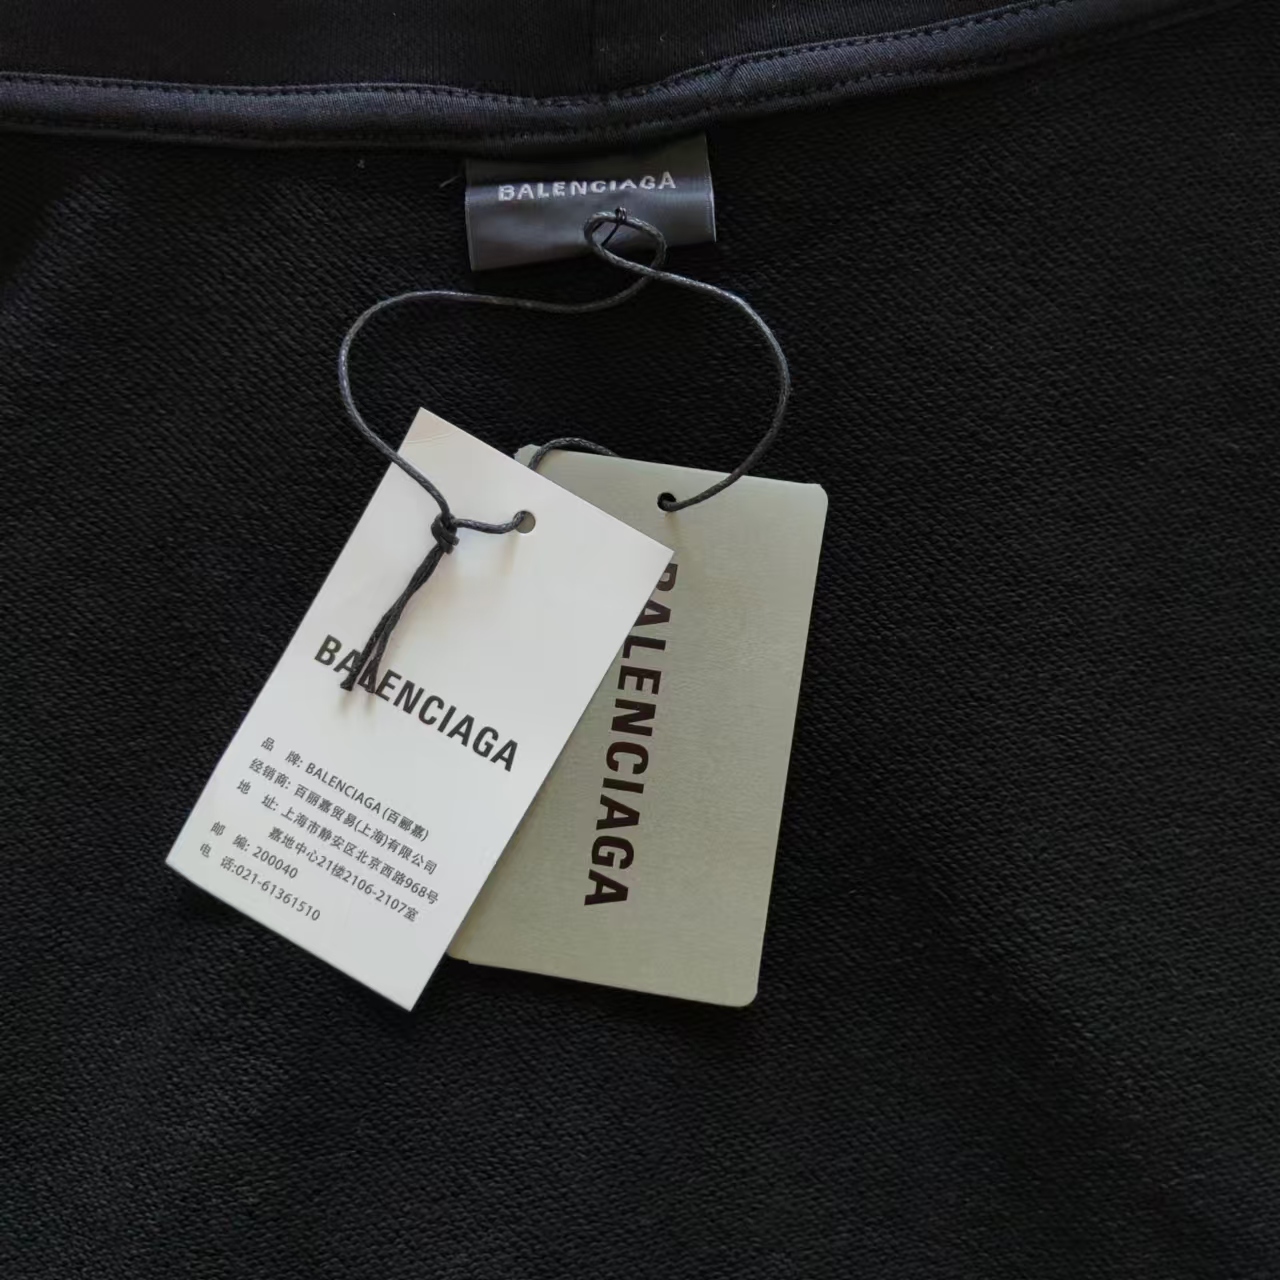 BALENCIAGA
BALENCIAGA
品 牌: BALENCIAGA (百郦嘉)
经销商: 百丽嘉贸易(上海)有限公司
地 址: 上海市静安区北京西路968号
嘉地中心21楼2106-2107室
邮 编: 200040
电 话:021-61361510
BALENCIAGA